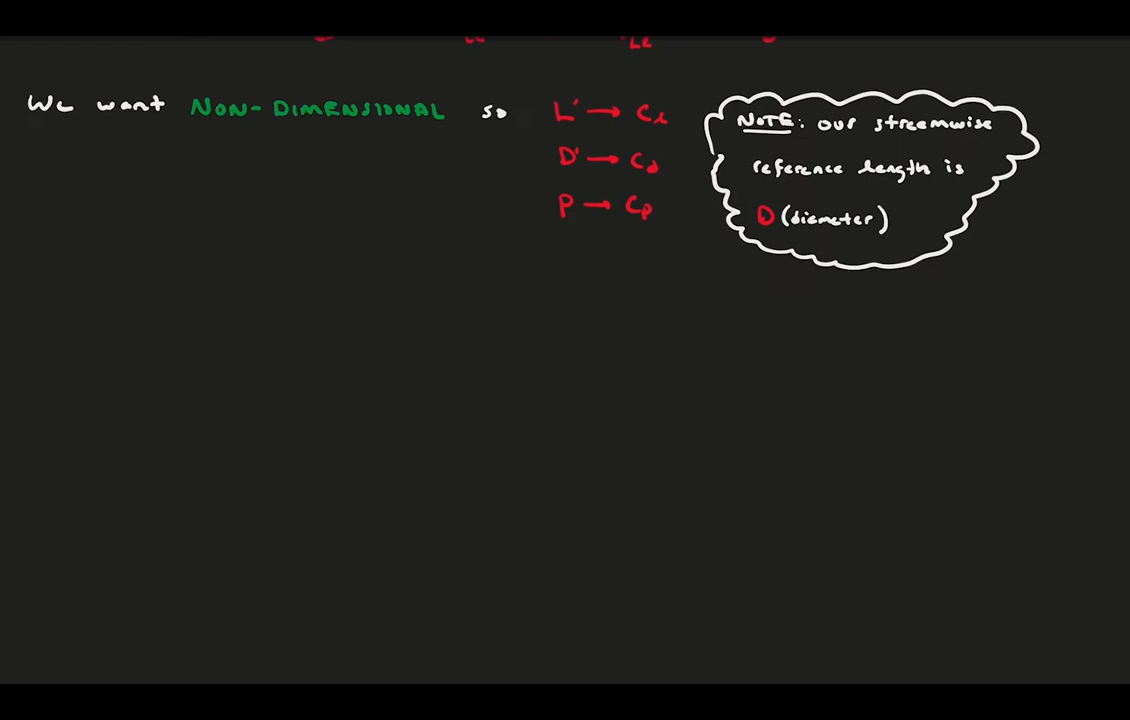 We want NON-DIMENSIONAL so L' → Cl
D' → Cd
P → Cp
NOTE: our streamwise
reference length is
D (diameter)